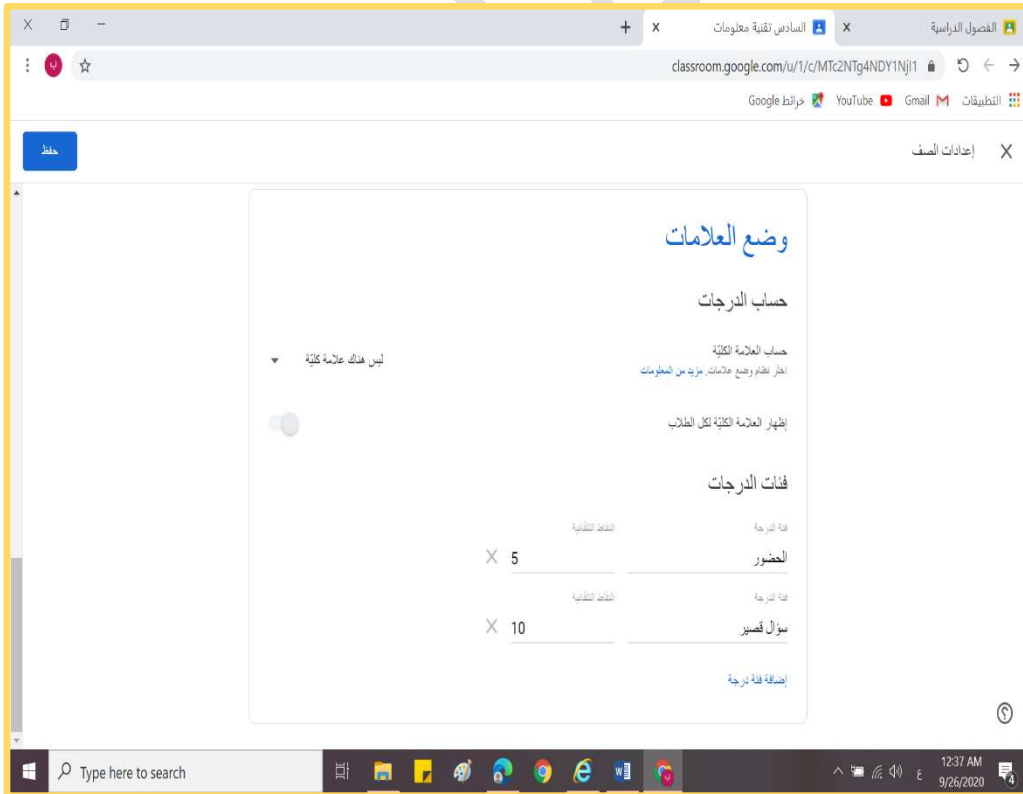 الفصول الدراسية
السادس تقنية معلومات
classroom.google.com/u/1/c/MTc2NTg4NDY1NjI1
التطبيقات Gmail YouTube خرائط Google
إعدادات الصف
حفظ
وضع العلامات
حساب الدرجات
حساب العلامة الكليّة
ليس هناك علامة كليّة
اختر نظام وضع علامات. مزيد من المعلومات
إظهار العلامة الكليّة لكل الطلاب
فئات الدرجات
فئة الدرجة النقاط التلقائية
الحضور 5
فئة الدرجة النقاط التلقائية
سؤال قصير 10
إضافة فئة درجة
Type here to search
ع
12:37 AM
9/26/2020
4